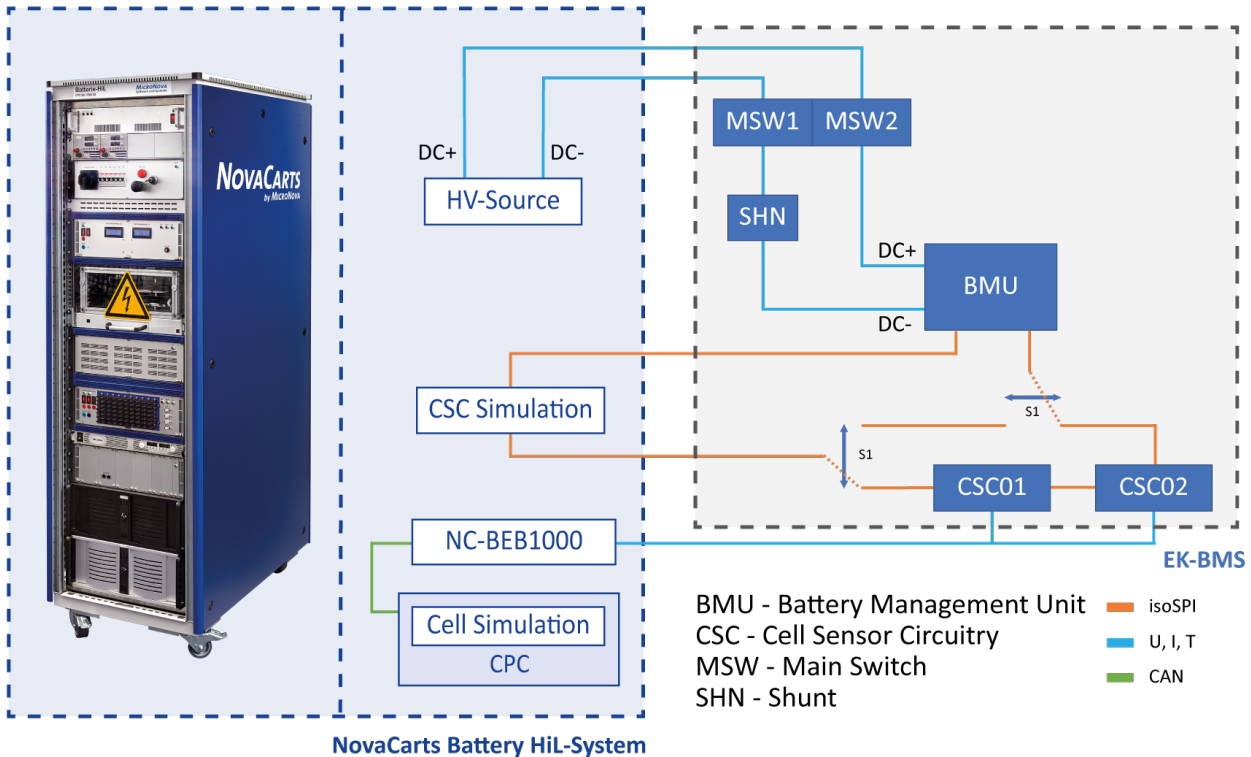 Batterie-HiL
MICRONOVA
NOVACARTS
by MICRONOVA
DC+
DC-
HV-Source
MSW1
MSW2
SHN
DC+
BMU
DC-
CSC Simulation
S1
S1
CSC01
CSC02
NC-BEB1000
EK-BMS
Cell Simulation
CPC
BMU - Battery Management Unit
CSC - Cell Sensor Circuitry
MSW - Main Switch
SHN - Shunt
isoSPI
U, I, T
CAN
NovaCarts Battery HiL-System